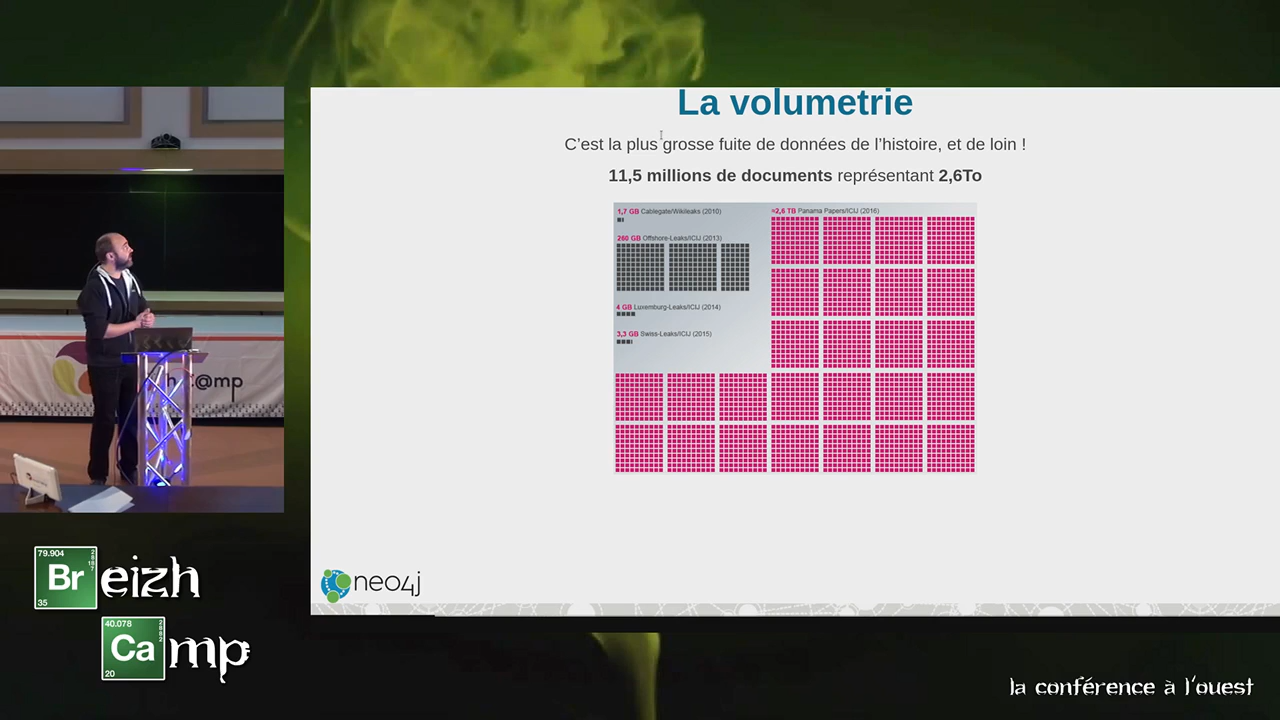 La volumetrie
C'est la plus grosse fuite de données de l'histoire, et de loin !
11,5 millions de documents représentant 2,6To
1,7 GB Cablegate/Wikileaks (2010)
≈2,6 TB Panama Papers/ICIJ (2016)
260 GB Offshore-Leaks/ICIJ (2013)
4 GB Luxemburg-Leaks/ICIJ (2014)
3,3 GB Swiss-Leaks/ICIJ (2015)
h C@mp
neo4j
79.904
Breizh
35
40.078
Camp
20
la conférence à l'ouest